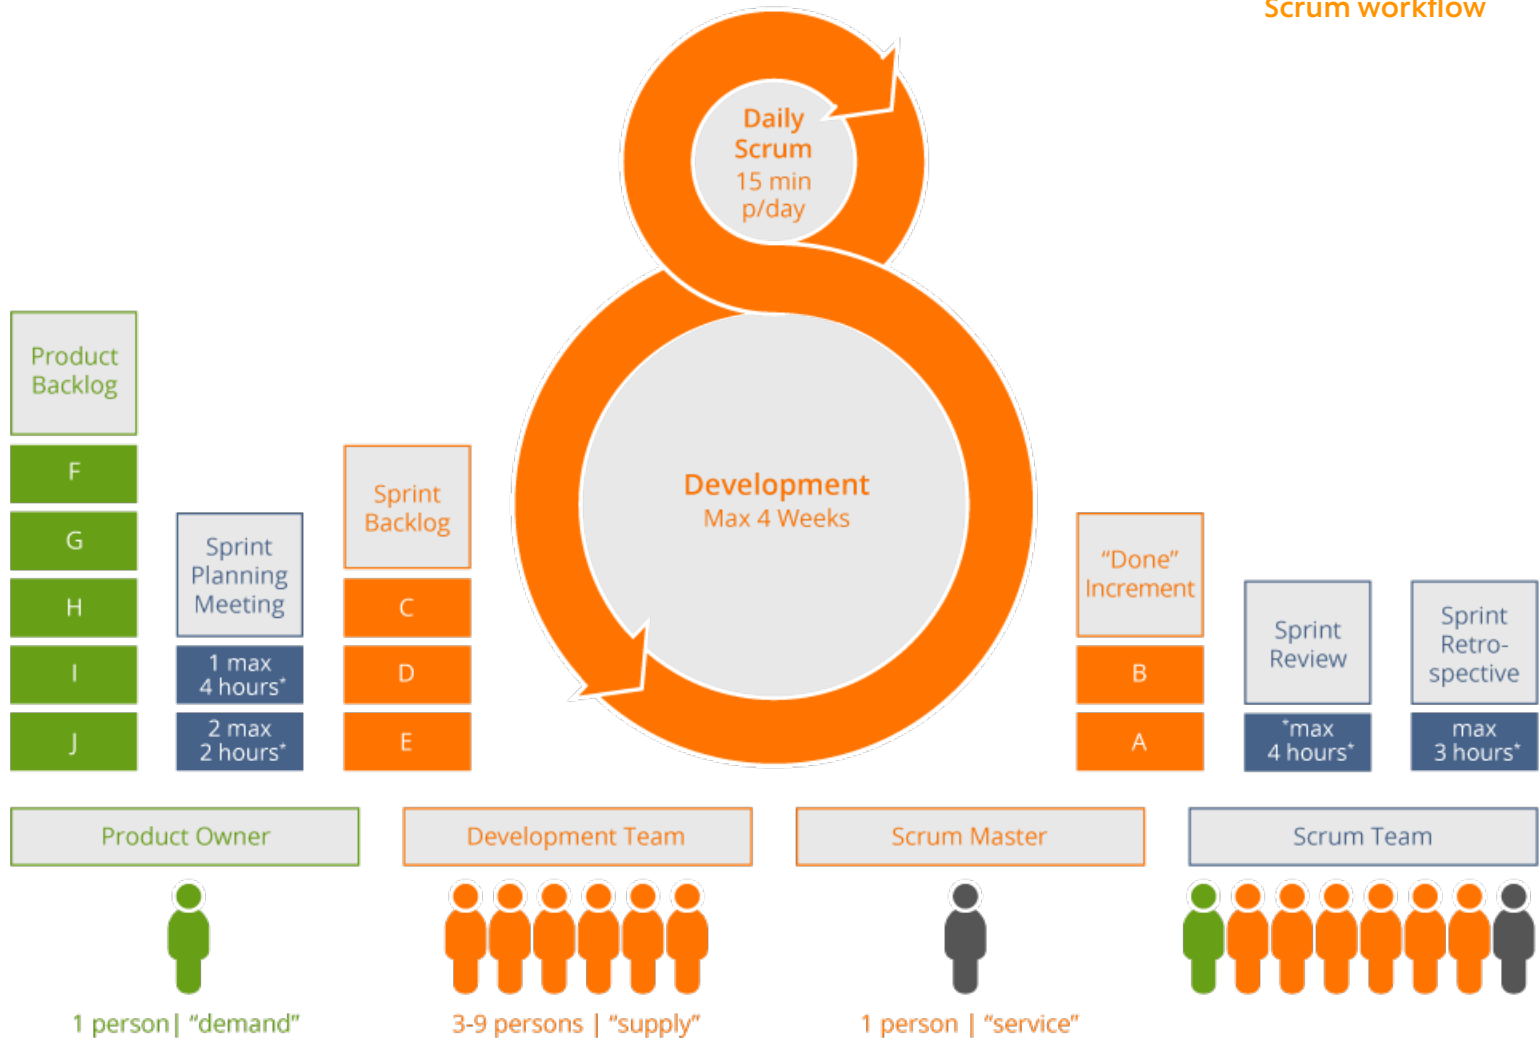 Scrum workflow
Daily
Scrum
15 min
p/day
Product
Backlog
F
G
H
I
J
Sprint
Planning
Meeting
1 max
4 hours*
2 max
2 hours*
Sprint
Backlog
C
D
E
Development
Max 4 Weeks
“Done”
Increment
B
A
Sprint
Review
*max
4 hours*
Sprint
Retro-
spective
max
3 hours*
Product Owner
Development Team
Scrum Master
Scrum Team
1 person| “demand”
3-9 persons | “supply”
1 person | “service”